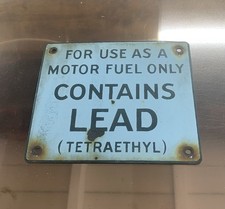 FOR USE AS A
MOTOR FUEL ONLY
CONTAINS
LEAD
(TETRAETHYL)